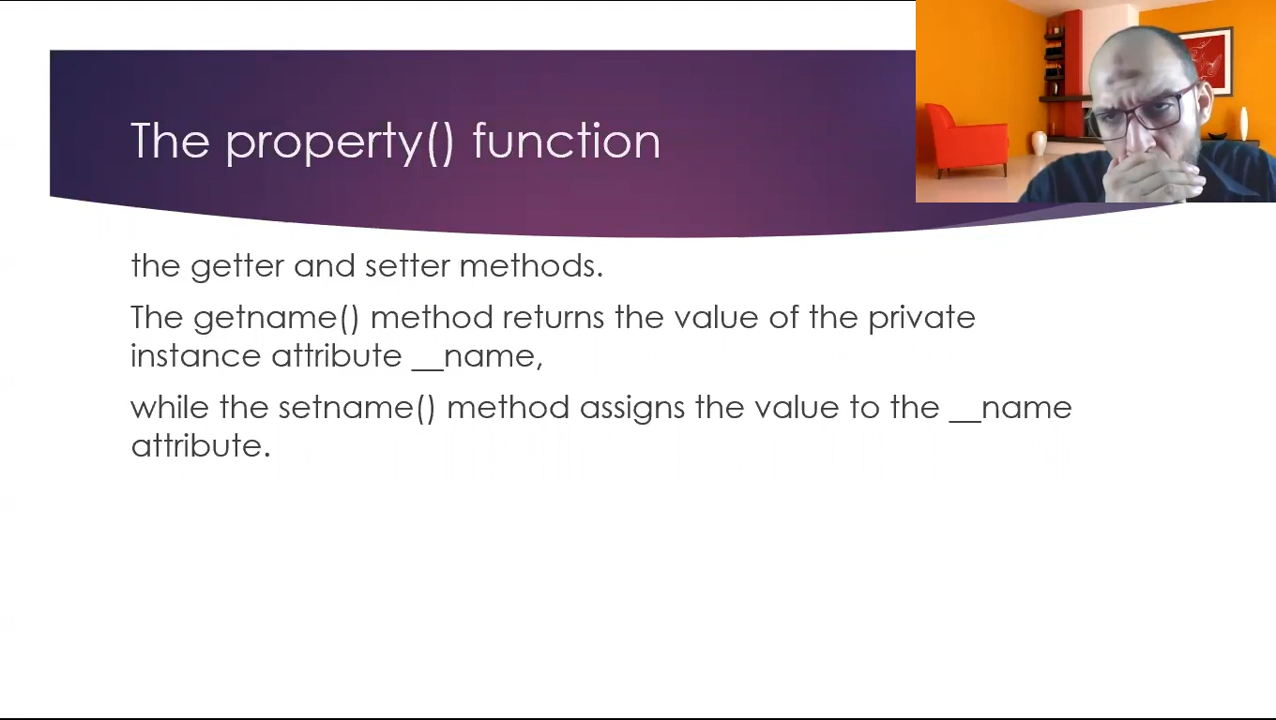 The property() function
the getter and setter methods.
The getname() method returns the value of the private
instance attribute __name,
while the setname() method assigns the value to the __name
attribute.